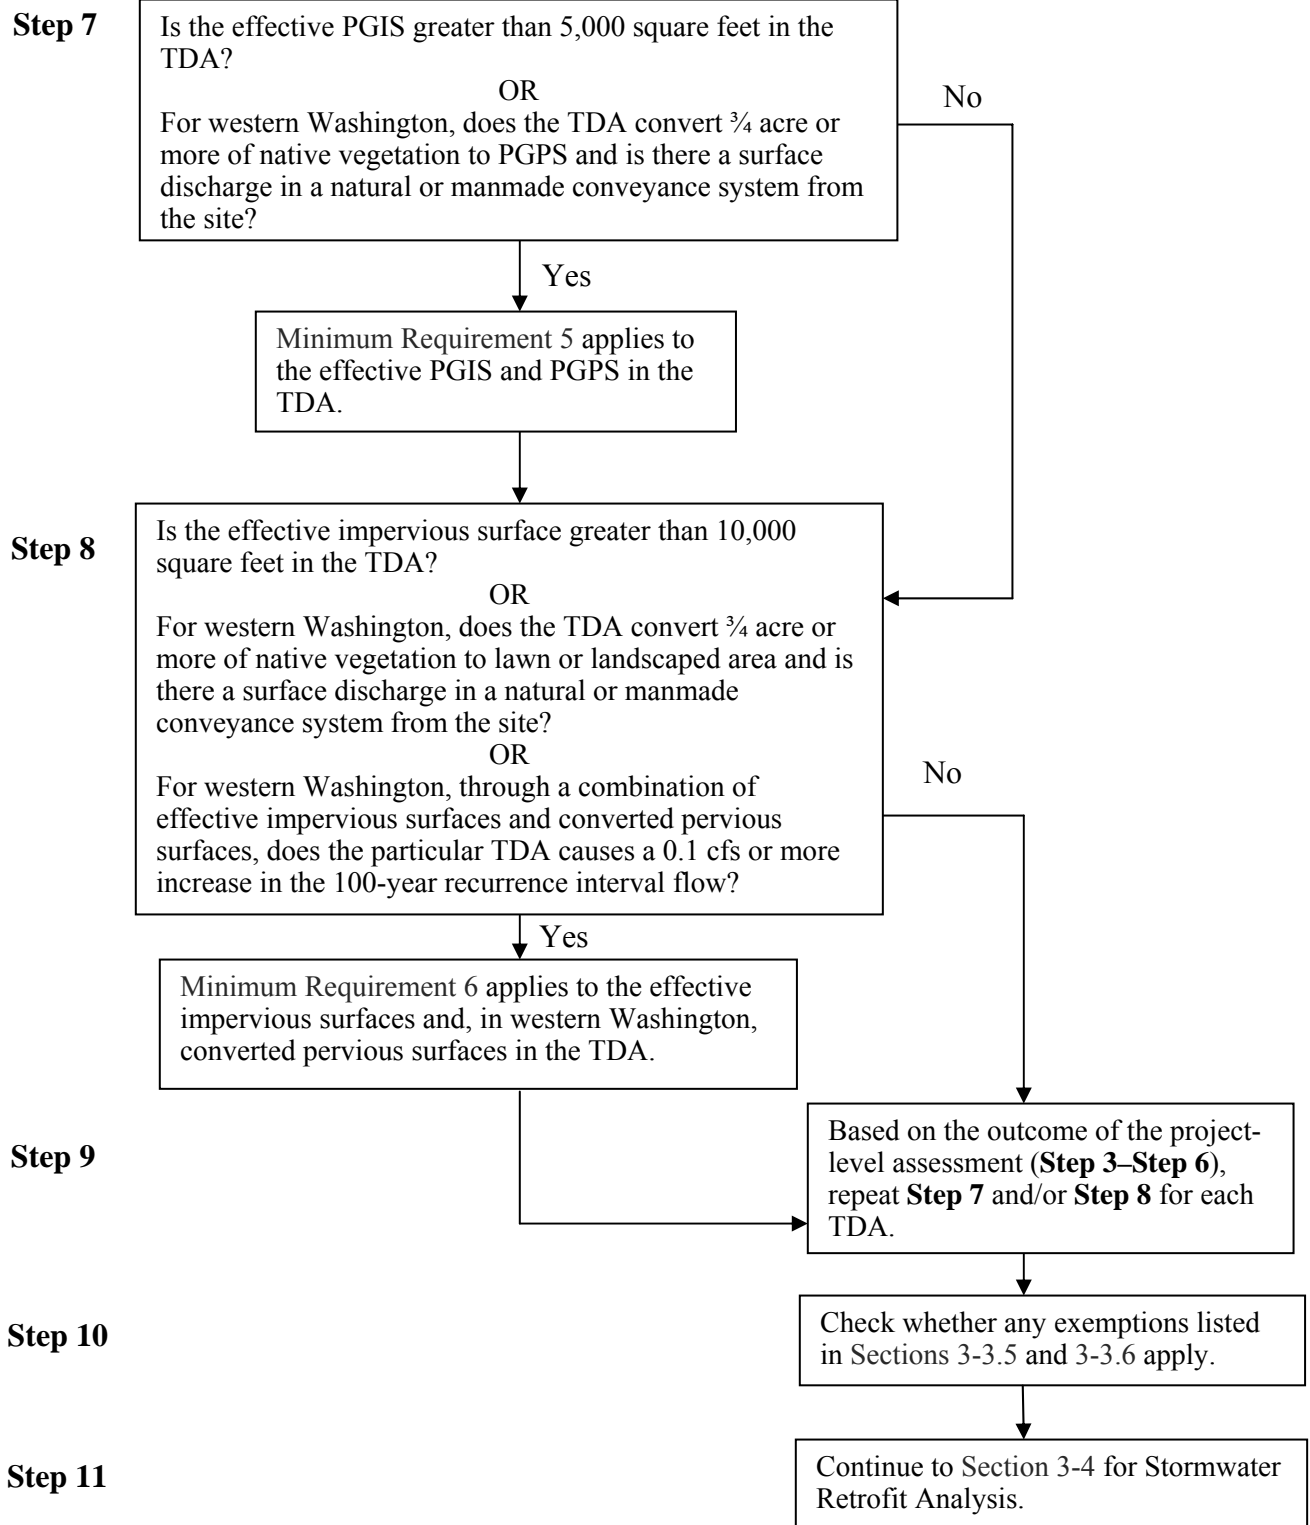 Step 7
Is the effective PGIS greater than 5,000 square feet in the
TDA?
OR
For western Washington, does the TDA convert ¾ acre or
more of native vegetation to PGPS and is there a surface
discharge in a natural or manmade conveyance system from
the site?
No
Yes
Minimum Requirement 5 applies to
the effective PGIS and PGPS in the
TDA.
Step 8
Is the effective impervious surface greater than 10,000
square feet in the TDA?
OR
For western Washington, does the TDA convert ¾ acre or
more of native vegetation to lawn or landscaped area and is
there a surface discharge in a natural or manmade
conveyance system from the site?
OR
For western Washington, through a combination of
effective impervious surfaces and converted pervious
surfaces, does the particular TDA causes a 0.1 cfs or more
increase in the 100-year recurrence interval flow?
No
Yes
Minimum Requirement 6 applies to the effective
impervious surfaces and, in western Washington,
converted pervious surfaces in the TDA.
Step 9
Based on the outcome of the project-
level assessment (Step 3–Step 6),
repeat Step 7 and/or Step 8 for each
TDA.
Step 10
Check whether any exemptions listed
in Sections 3-3.5 and 3-3.6 apply.
Step 11
Continue to Section 3-4 for Stormwater
Retrofit Analysis.